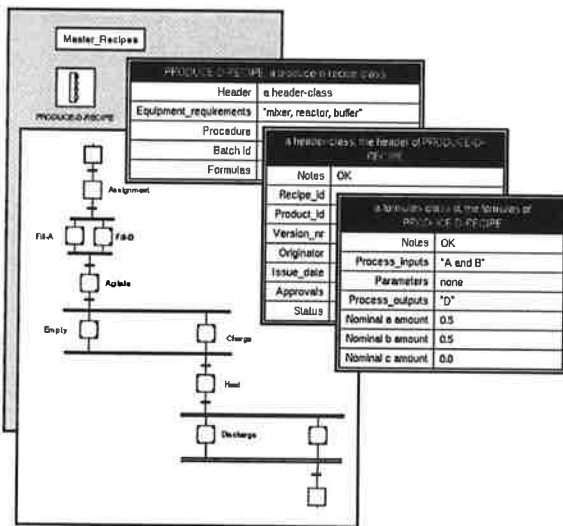 Master_Recipes
PRODUCE-D-RECIPE
PRODUCE-D-RECIPE, a produce-d-recipe-class
Header a header-class
Equipment_requirements "mixer, reactor, buffer"
Procedure
Batch id
Formulas
a header-class, the header of PRODUCE-D-
RECIPE
Notes OK
Recipe_id
Product_id
Version_nr
Originator
Issue_date
Approvals
Status
the formulas of
PRODUCE-D-RECIPE
Notes OK
Process_inputs "A and B"
Parameters none
Process_outputs "D"
Nominal a amount 0.5
Nominal b amount 0.5
Nominal c amount 0.0
Assignment
Fill-A Fill-B
Agitate
Empty Charge
Heat
Discharge